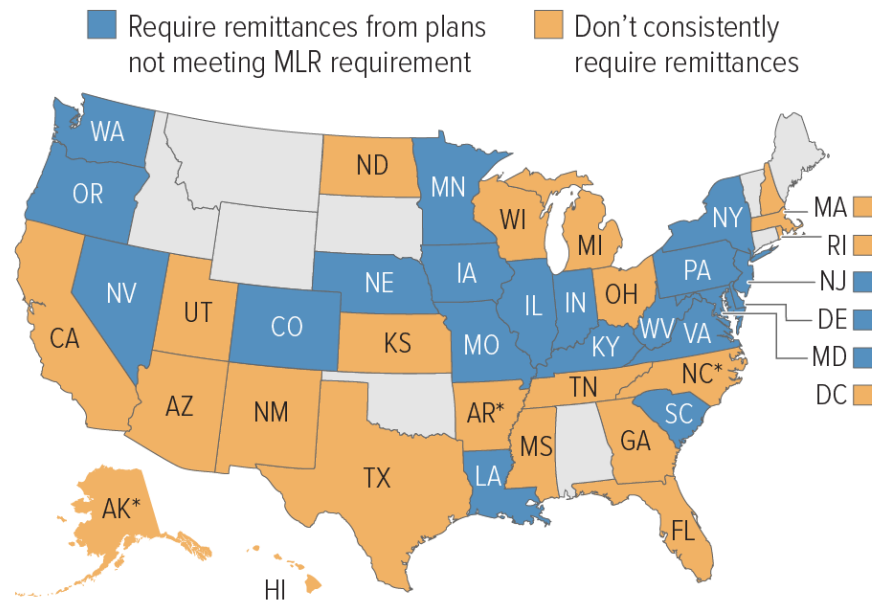 Require remittances from plans
not meeting MLR requirement
Don't consistently
require remittances
WA
ND
MN
OR
WI
MI
NY
MA
RI
NJ
DE
MD
DC
NV
UT
CO
NE
IA
IL
IN
OH
PA
CA
KS
MO
KY
WV
VA
AZ
NM
AR*
TN
NC*
SC
MS
GA
TX
LA
FL
AK*
HI